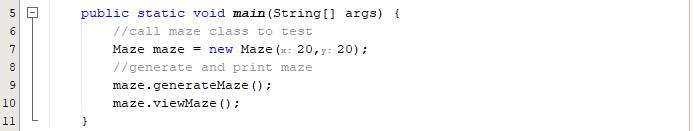 5 public static void main(String[] args) {
6 //call maze class to test
7 Maze maze = new Maze(x: 20,y: 20);
8 //generate and print maze
9 maze.generateMaze();
10 maze.viewMaze();
11 }